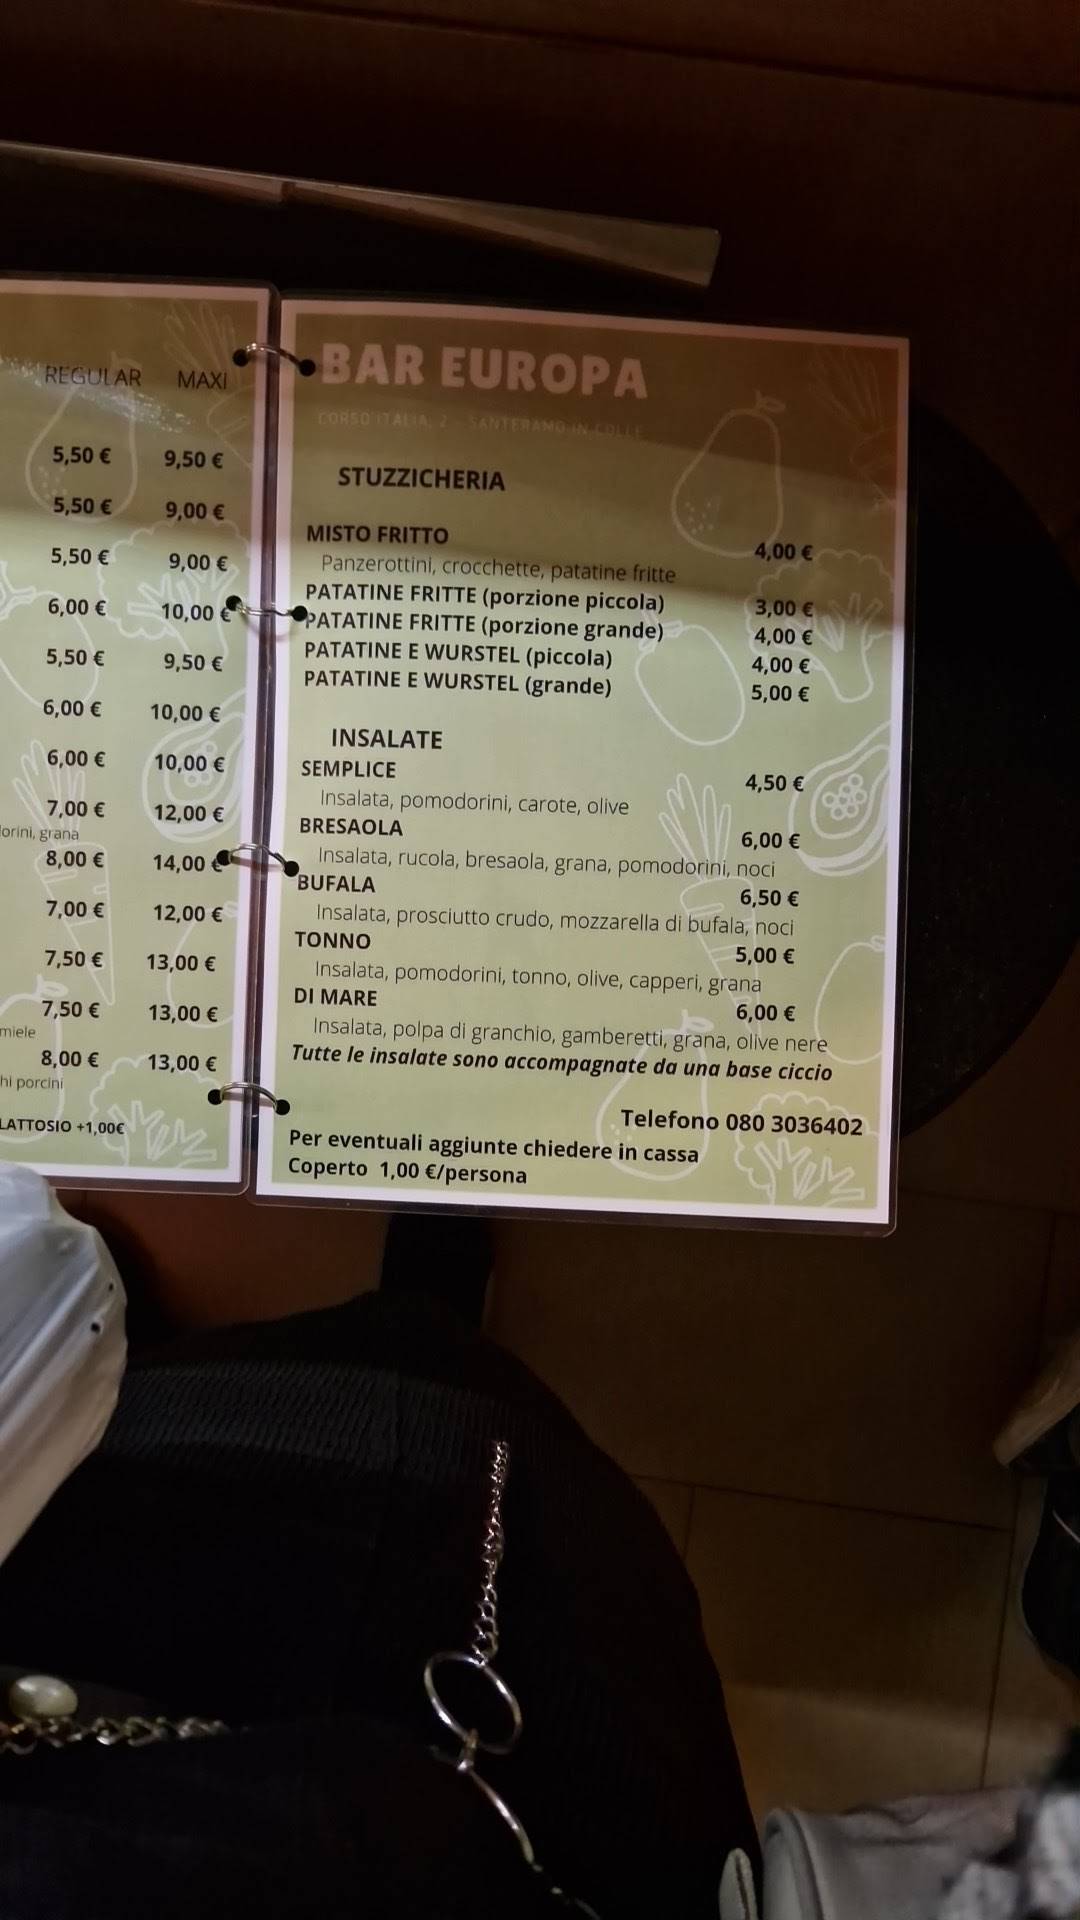 REGULAR MAXI
5,50 € 9,50 €
5,50 € 9,00 €
5,50 € 9,00 €
6,00 € 10,00 €
5,50 € 9,50 €
6,00 € 10,00 €
6,00 € 10,00 €
7,00 € 12,00 €
orini, grana
8,00 € 14,00 €
7,00 € 12,00 €
7,50 € 13,00 €
7,50 € 13,00 €
miele
8,00 € 13,00 €
hi porcini
LATTOSIO +1,00€
BAR EUROPA
CORSO ITALIA, 2 - SANTERAMO IN COLLE
STUZZICHERIA
MISTO FRITTO 4,00 €
Panzerottini, crocchette, patatine fritte
PATATINE FRITTE (porzione piccola) 3,00 €
PATATINE FRITTE (porzione grande) 4,00 €
PATATINE E WURSTEL (piccola) 4,00 €
PATATINE E WURSTEL (grande) 5,00 €
INSALATE
SEMPLICE 4,50 €
Insalata, pomodorini, carote, olive
BRESAOLA 6,00 €
Insalata, rucola, bresaola, grana, pomodorini, noci
BUFALA 6,50 €
Insalata, prosciutto crudo, mozzarella di bufala, noci
TONNO 5,00 €
Insalata, pomodorini, tonno, olive, capperi, grana
DI MARE 6,00 €
Insalata, polpa di granchio, gamberetti, grana, olive nere
Tutte le insalate sono accompagnate da una base ciccio
Telefono 080 3036402
Per eventuali aggiunte chiedere in cassa
Coperto 1,00 €/persona